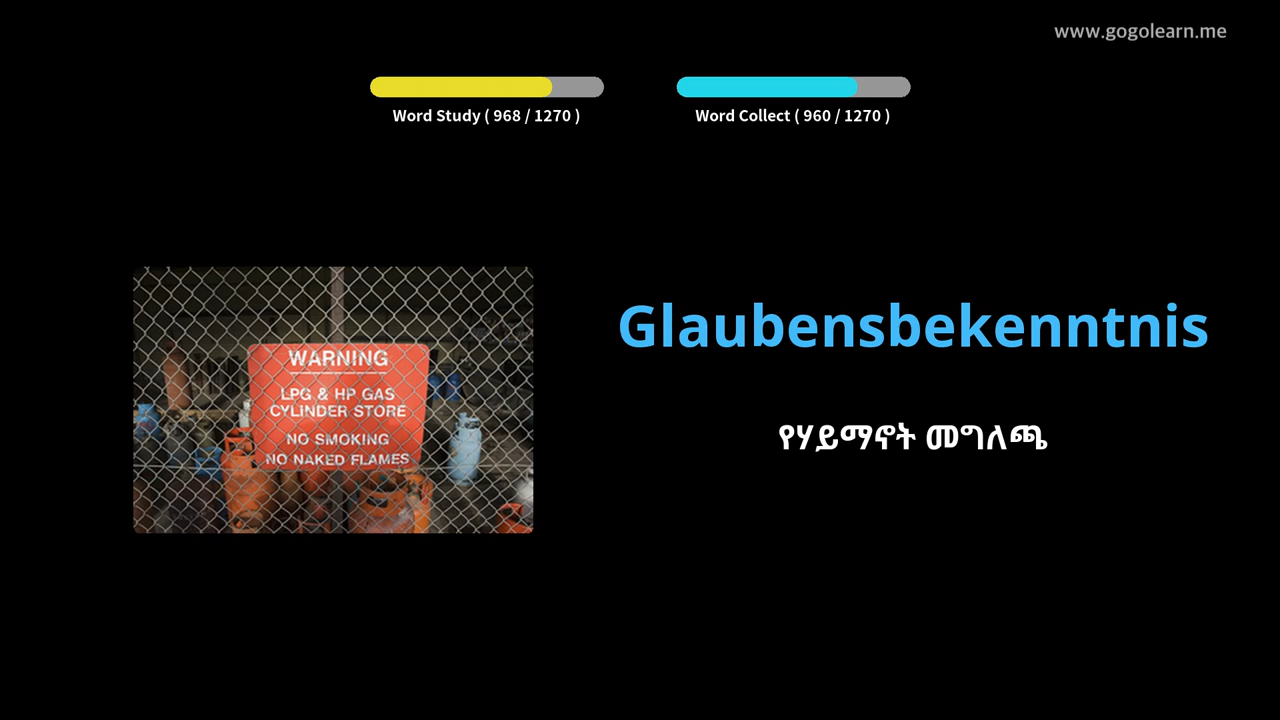 www.gogolearn.me
Word Study ( 968 / 1270 )
Word Collect ( 960 / 1270 )
WARNING
LPG & HP GAS
CYLINDER STORE
NO SMOKING
NO NAKED FLAMES
Glaubensbekenntnis
የሃይማኖት መግለጫ